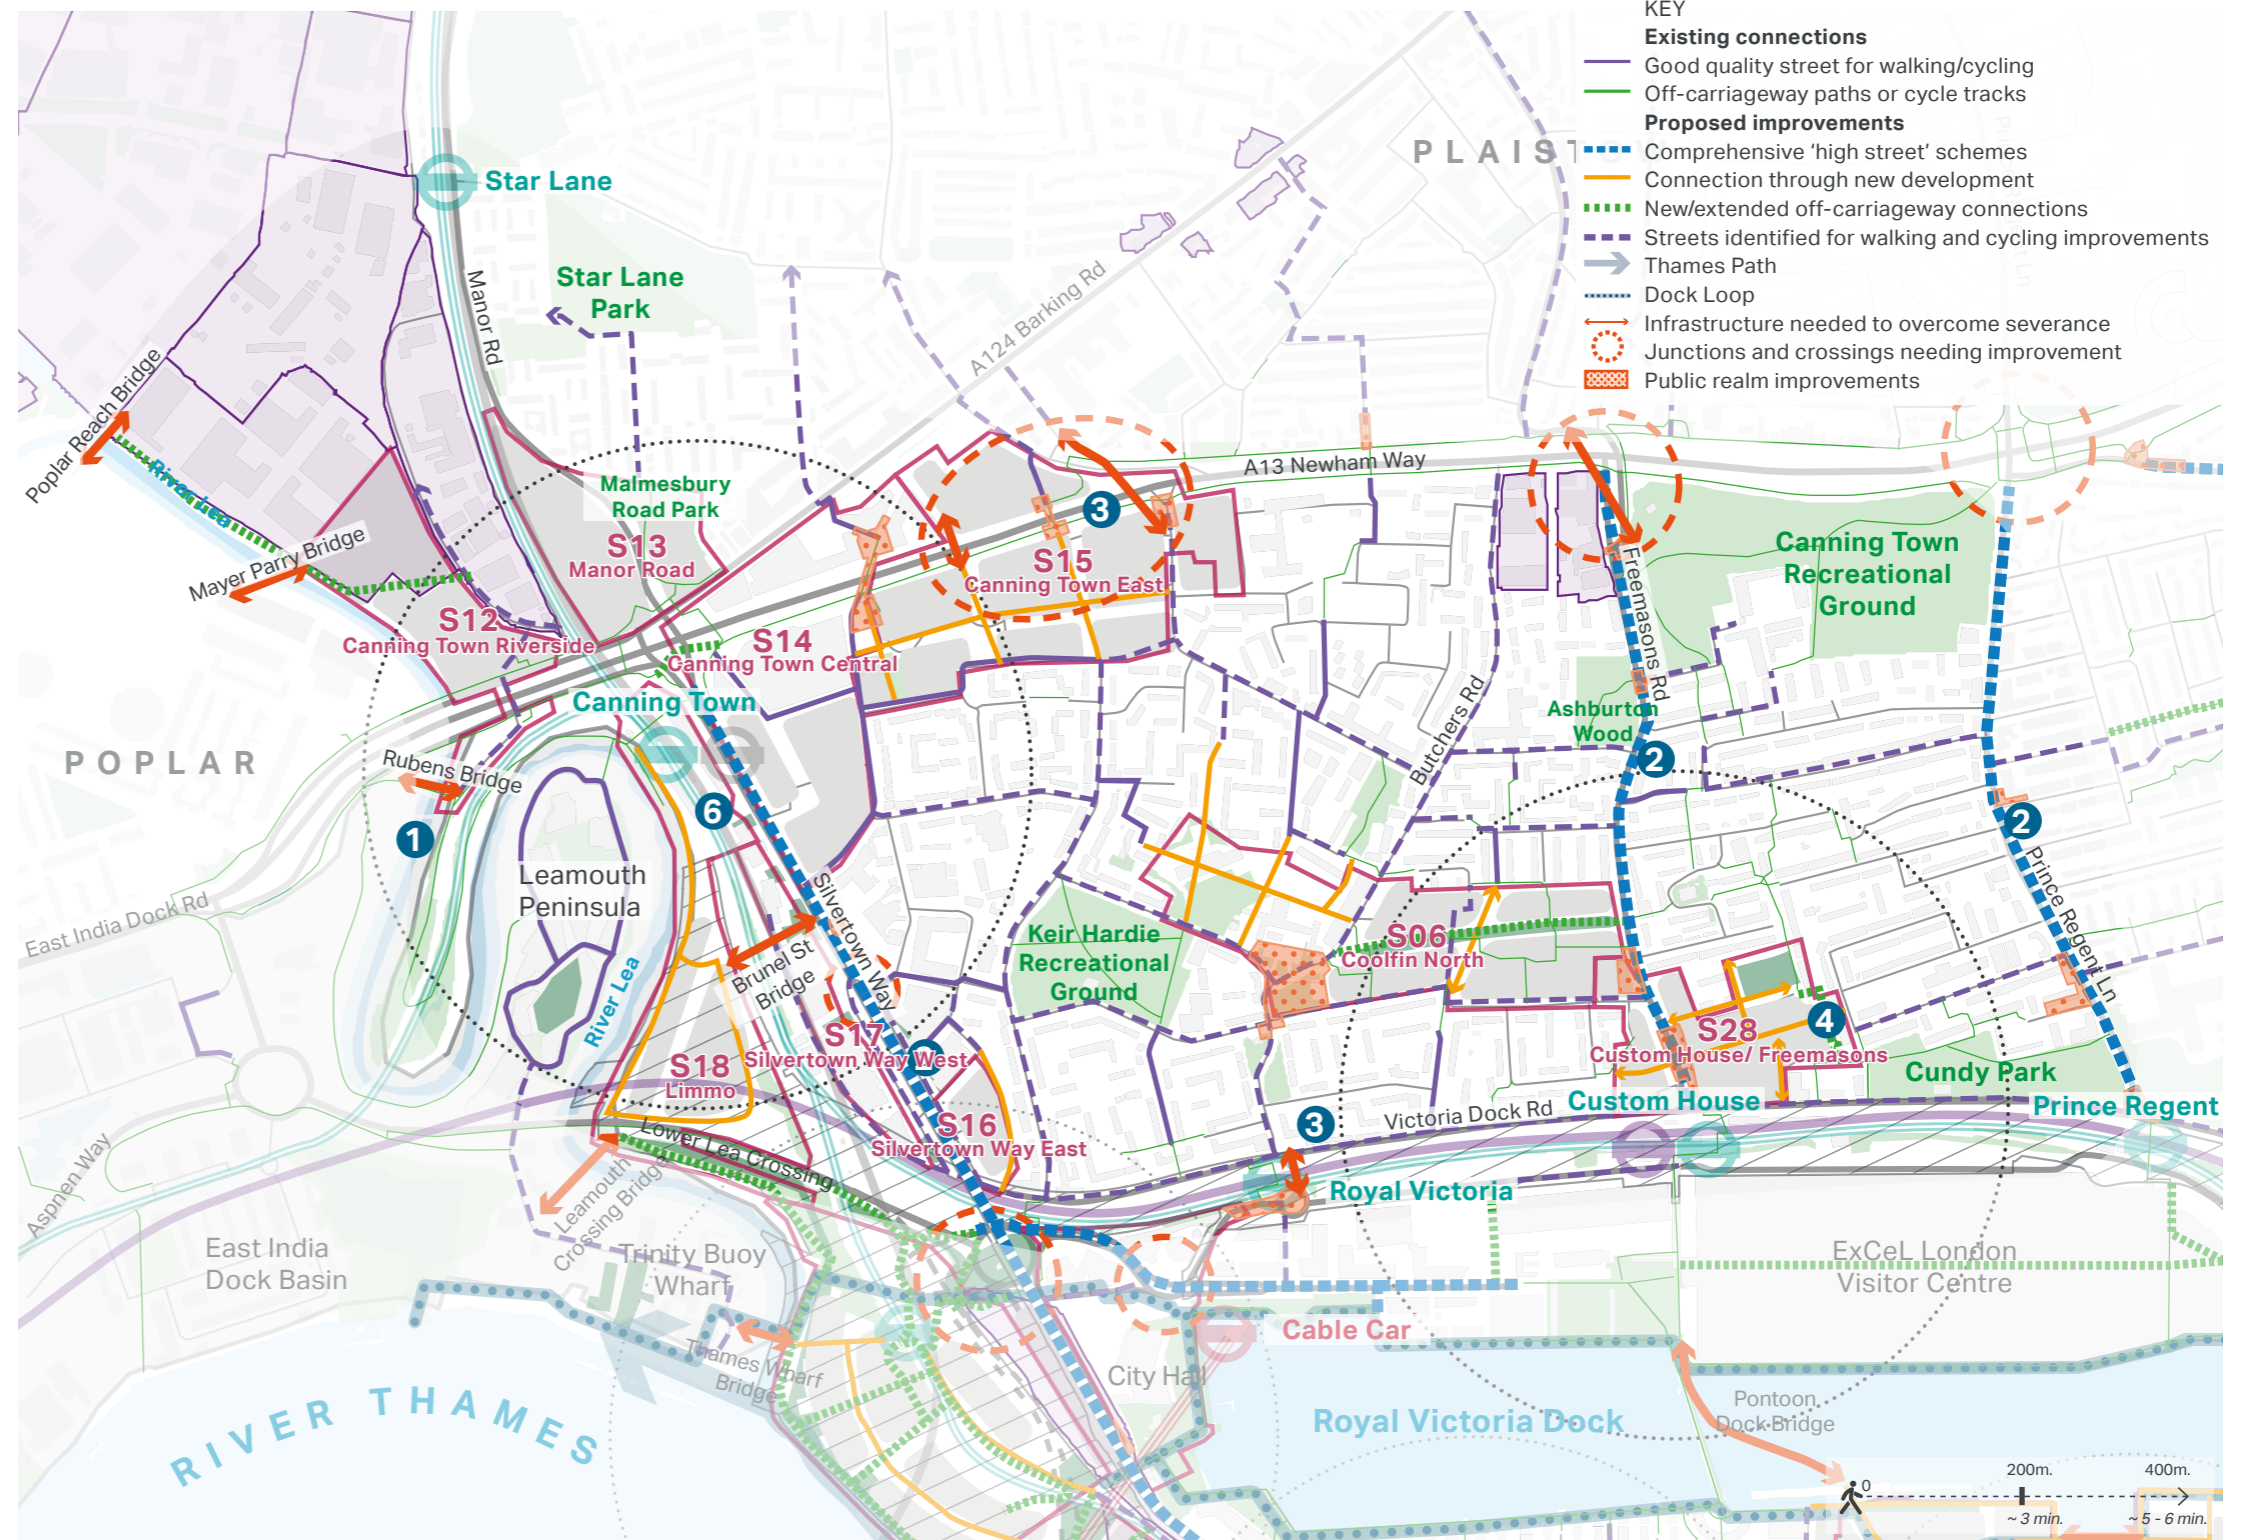 KEY
Existing connections
Good quality street for walking/cycling
Off-carriageway paths or cycle tracks
Proposed improvements
Comprehensive ‘high street’ schemes
Connection through new development
New/extended off-carriageway connections
Streets identified for walking and cycling improvements
Thames Path
Dock Loop
Infrastructure needed to overcome severance
Junctions and crossings needing improvement
Public realm improvements
PLAIST
Star Lane
Manor Rd
Star Lane
Park
A124 Barking Rd
Poplar Reach Bridge
River Lea
Malmesbury
Road Park
A13 Newham Way
3
S13
Manor Road
Mayer Parry Bridge
S15
Canning Town East
Canning Town
Recreational
Ground
Freemasons Rd
S12
Canning Town Riverside
S14
Canning Town Central
Canning Town
Butchers Rd
Ashburton
Wood
2
POPLAR
Rubens Bridge
1
6
2
Prince Regent Ln
Leamouth
Peninsula
East India Dock Rd
Silvertown Way
Keir Hardie
Recreational
Ground
S06
Coolfin North
Brunel St
Bridge
River Lea
S17
Silvertown Way West
S18
Limmo
S28
Custom House/ Freemasons
4
Cundy Park
Custom House
Prince Regent
Victoria Dock Rd
3
S16
Silvertown Way East
Lower Lea Crossing
Royal Victoria
Aspnen Way
Leamouth
Crossing Bridge
East India
Dock Basin
Trinity Buoy
Wharf
ExCeL London
Visitor Centre
Cable Car
Thames Wharf
Bridge
City Hall
RIVER THAMES
Royal Victoria Dock
Pontoon
Dock Bridge
0
200m.
400m.
~ 3 min.
~ 5 - 6 min.